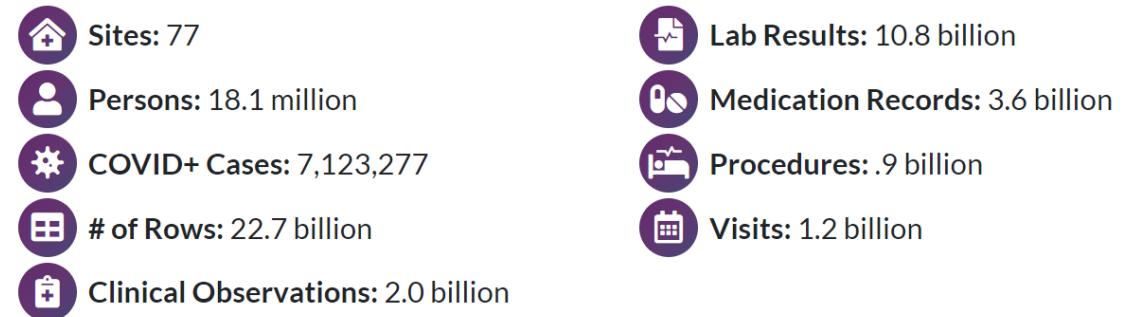 Sites: 77
Persons: 18.1 million
COVID+ Cases: 7,123,277
# of Rows: 22.7 billion
Clinical Observations: 2.0 billion
Lab Results: 10.8 billion
Medication Records: 3.6 billion
Procedures: .9 billion
Visits: 1.2 billion